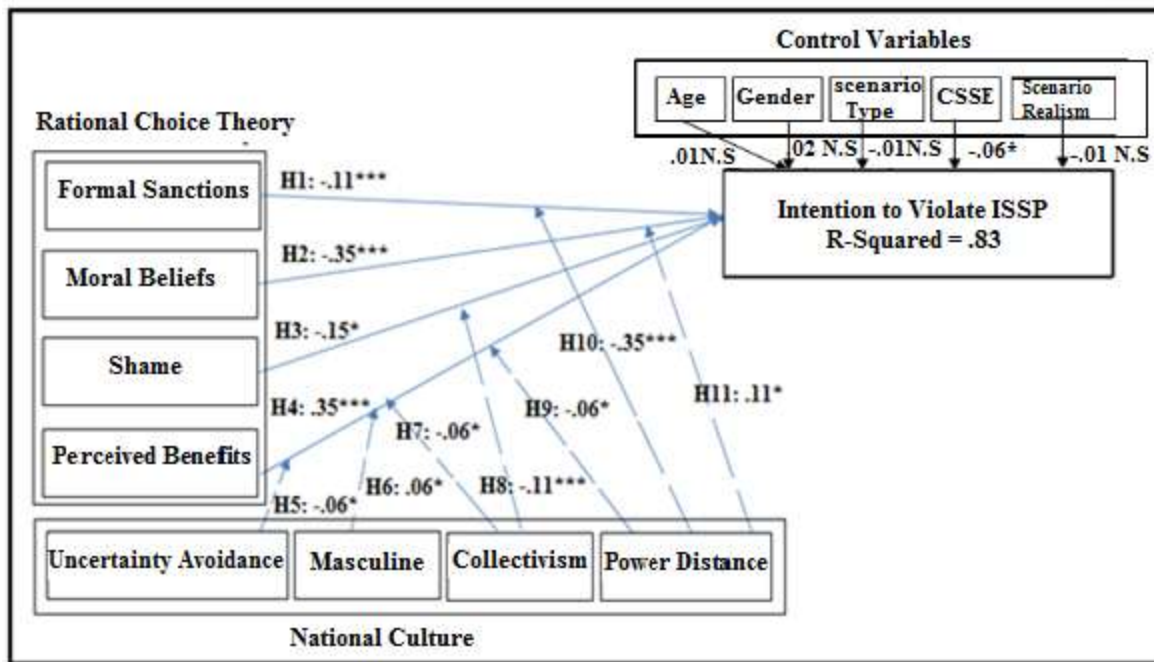 Control Variables
Age
Gender
scenario
Type
CSSE
Scenario
Realism
.01N.S
.02 N.S
-.01N.S
-.06*
-.01 N.S
Intention to Violate ISSP
R-Squared = .83
Rational Choice Theory
Formal Sanctions
Moral Beliefs
Shame
Perceived Benefits
H1: -.11***
H2: -.35***
H3: -.15*
H4: .35***
H5: -.06*
H6: .06*
H7: -.06*
H8: -.11***
H9: -.06*
H10: -.35***
H11: .11*
Uncertainty Avoidance
Masculine
Collectivism
Power Distance
National Culture